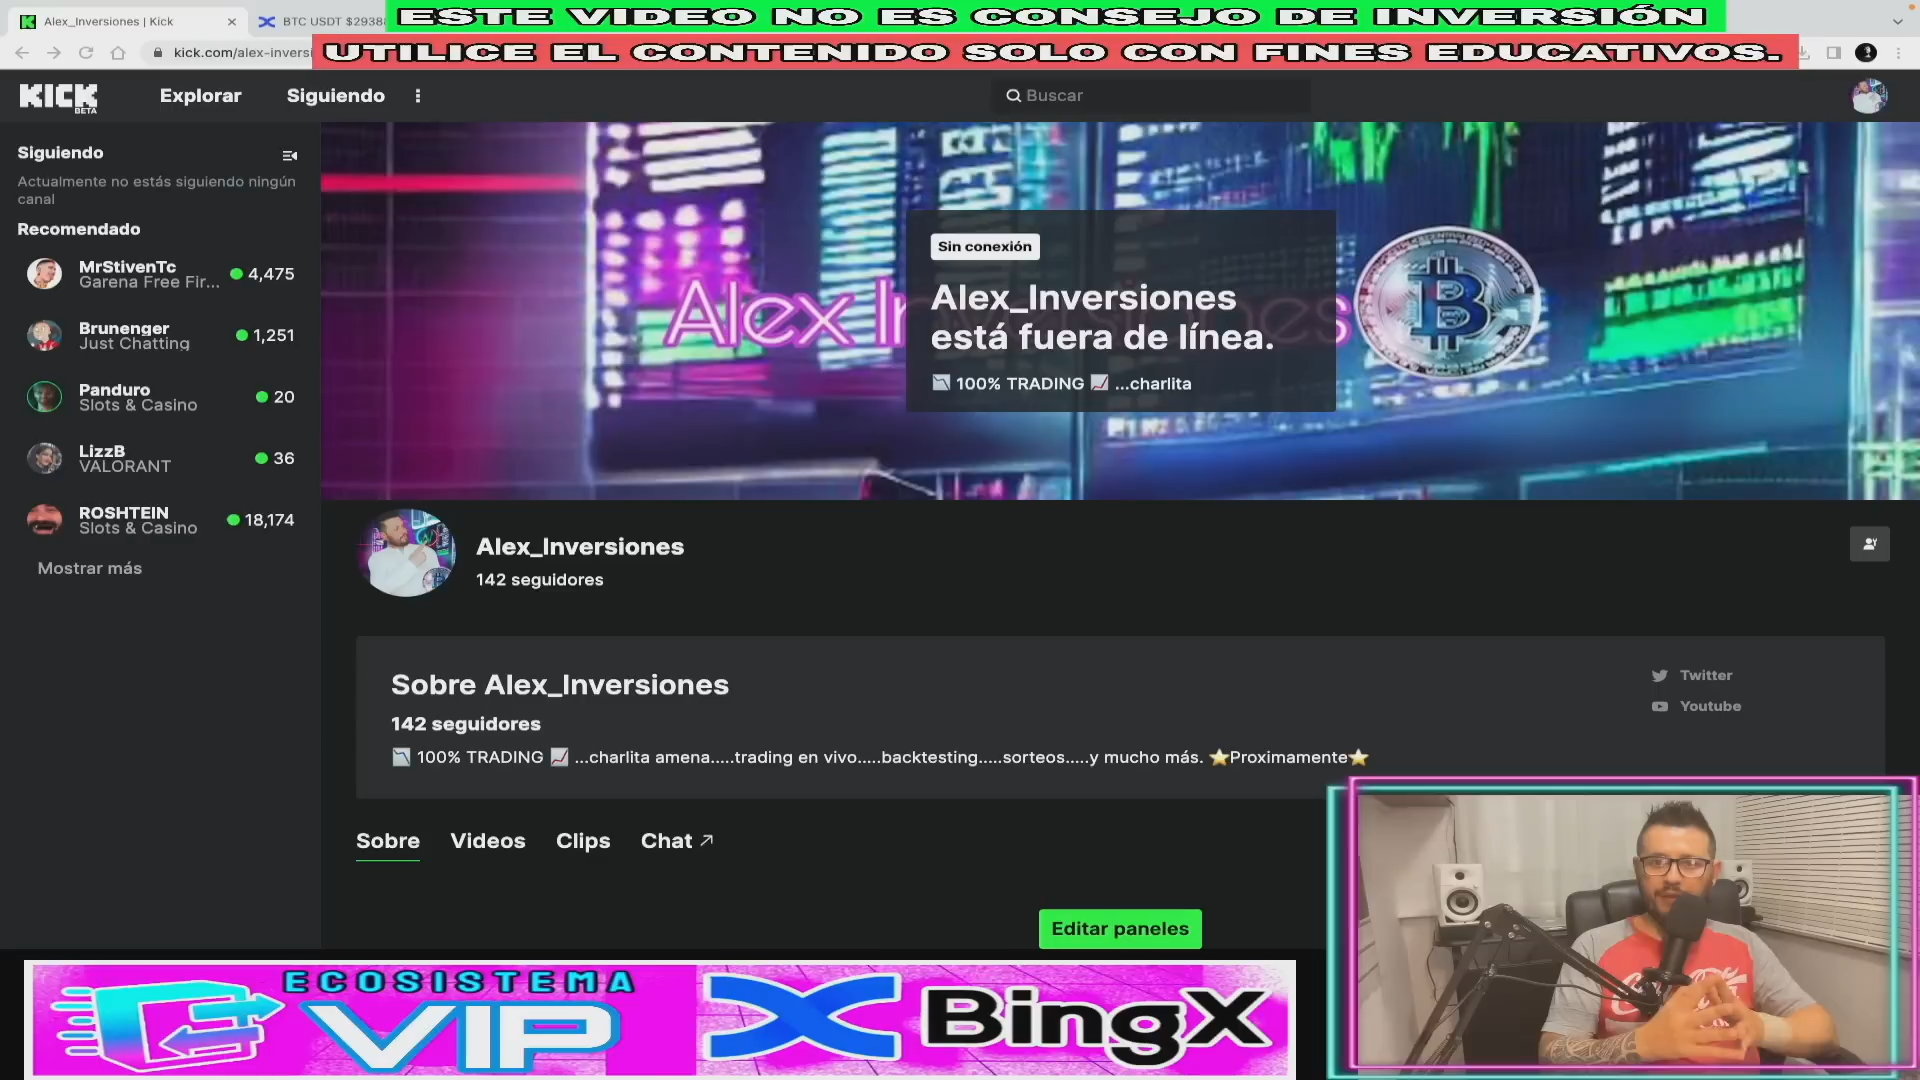 Alex_Inversiones | Kick
BTC USDT $2938
ESTE VIDEO NO ES CONSEJO DE INVERSIÓN
kick.com/alex-inversi
UTILICE EL CONTENIDO SOLO CON FINES EDUCATIVOS.
KICK
BETA
Explorar
Siguiendo
Buscar
Siguiendo
Actualmente no estás siguiendo ningún
canal
Recomendado
MrStivenTc
Garena Free Fir...
4,475
Brunenger
Just Chatting
1,251
Panduro
Slots & Casino
20
LizzB
VALORANT
36
ROSHTEIN
Slots & Casino
18,174
Mostrar más
Sin conexión
Alex_Inversiones
está fuera de línea.
📉 100% TRADING 📈 ...charlita
Alex_Inversiones
142 seguidores
Sobre Alex_Inversiones
142 seguidores
📉 100% TRADING 📈 ...charlita amena.....trading en vivo.....backtesting.....sorteos.....y mucho más. ⭐Proximamente⭐
Twitter
Youtube
Sobre
Videos
Clips
Chat
Editar paneles
ECOSISTEMA
VIP
BingX